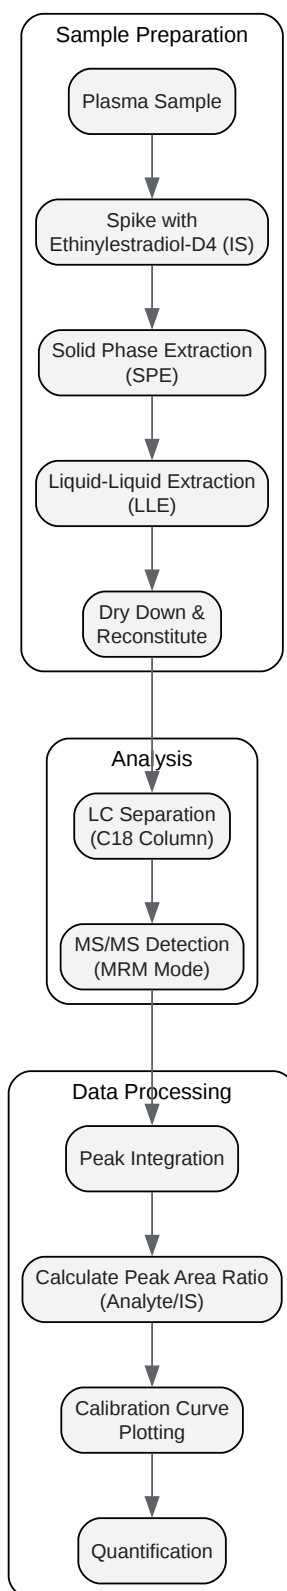 Sample Preparation
Plasma Sample
Spike with
Ethinylestradiol-D4 (IS)
Solid Phase Extraction
(SPE)
Liquid-Liquid Extraction
(LLE)
Dry Down &
Reconstitute
Analysis
LC Separation
(C18 Column)
MS/MS Detection
(MRM Mode)
Data Processing
Peak Integration
Calculate Peak Area Ratio
(Analyte/IS)
Calibration Curve
Plotting
Quantification